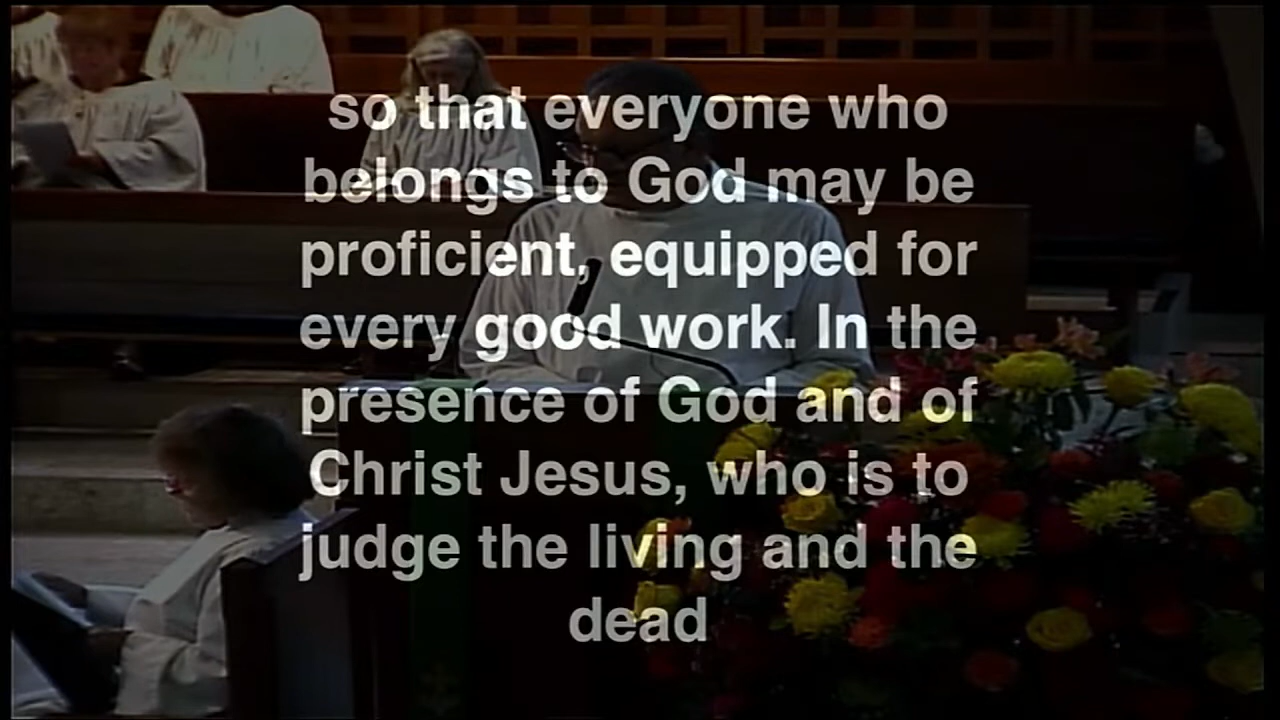 so that everyone who
belongs to God may be
proficient, equipped for
every good work. In the
presence of God and of
Christ Jesus, who is to
judge the living and the
dead